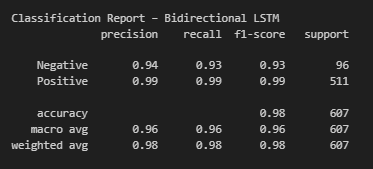 Classification Report – Bidirectional LSTM
precision recall f1-score support
Negative 0.94 0.93 0.93 96
Positive 0.99 0.99 0.99 511
accuracy 0.98 607
macro avg 0.96 0.96 0.96 607
weighted avg 0.98 0.98 0.98 607